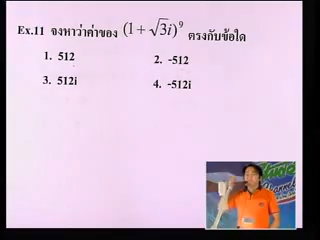 Ex.11 จงหาว่าค่าของ (1+√3i)⁹ ตรงกับข้อใด
1. 512 2. -512
3. 512i 4. -512i
Channel